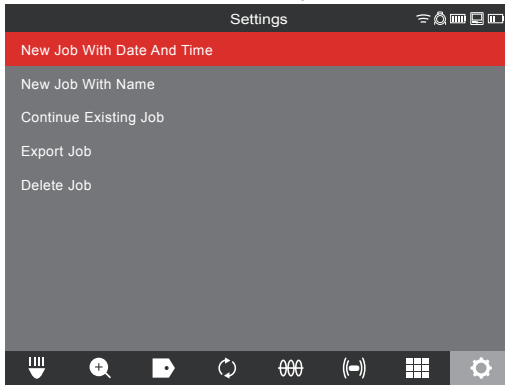 Settings
New Job With Date And Time
New Job With Name
Continue Existing Job
Export Job
Delete Job